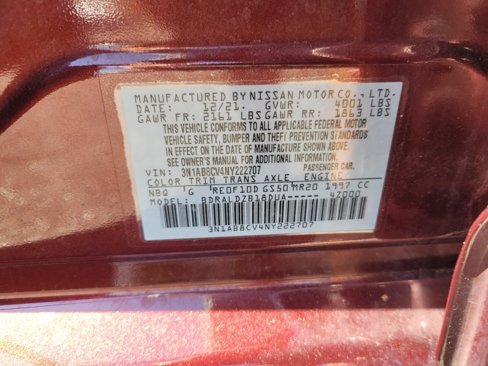 MANUFACTURED BY NISSAN MOTOR CO., LTD.
DATE: 12/21. GVWR: 4001 LBS
GAWR FR: 2161 LBS GAWR RR: 1863 LBS
THIS VEHICLE CONFORMS TO ALL APPLICABLE FEDERAL MOTOR
VEHICLE SAFETY, BUMPER AND THEFT PREVENTION STANDARDS
IN EFFECT ON THE DATE OF MANUFACTURE SHOWN ABOVE.
SEE OWNER'S MANUAL FOR ADDITIONAL INFORMATION.
VIN: 3N1AB8CV4NY222707 PASSENGER CAR.
COLOR TRIM TRANS AXLE ENGINE
NBQ G RE0F10D GS50 MR20 1997 CC
MODEL: BDRALDZB18DUA----- 4Z000
3N1AB8CV4NY222707